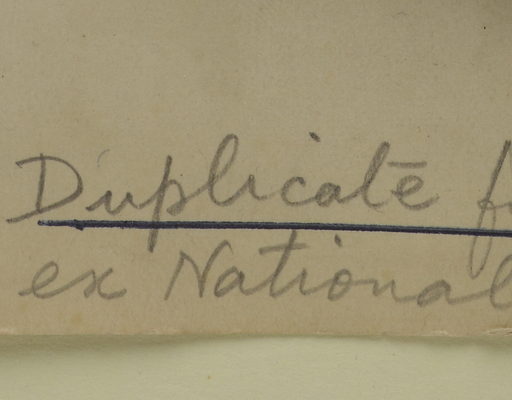 Duplicate
ex National